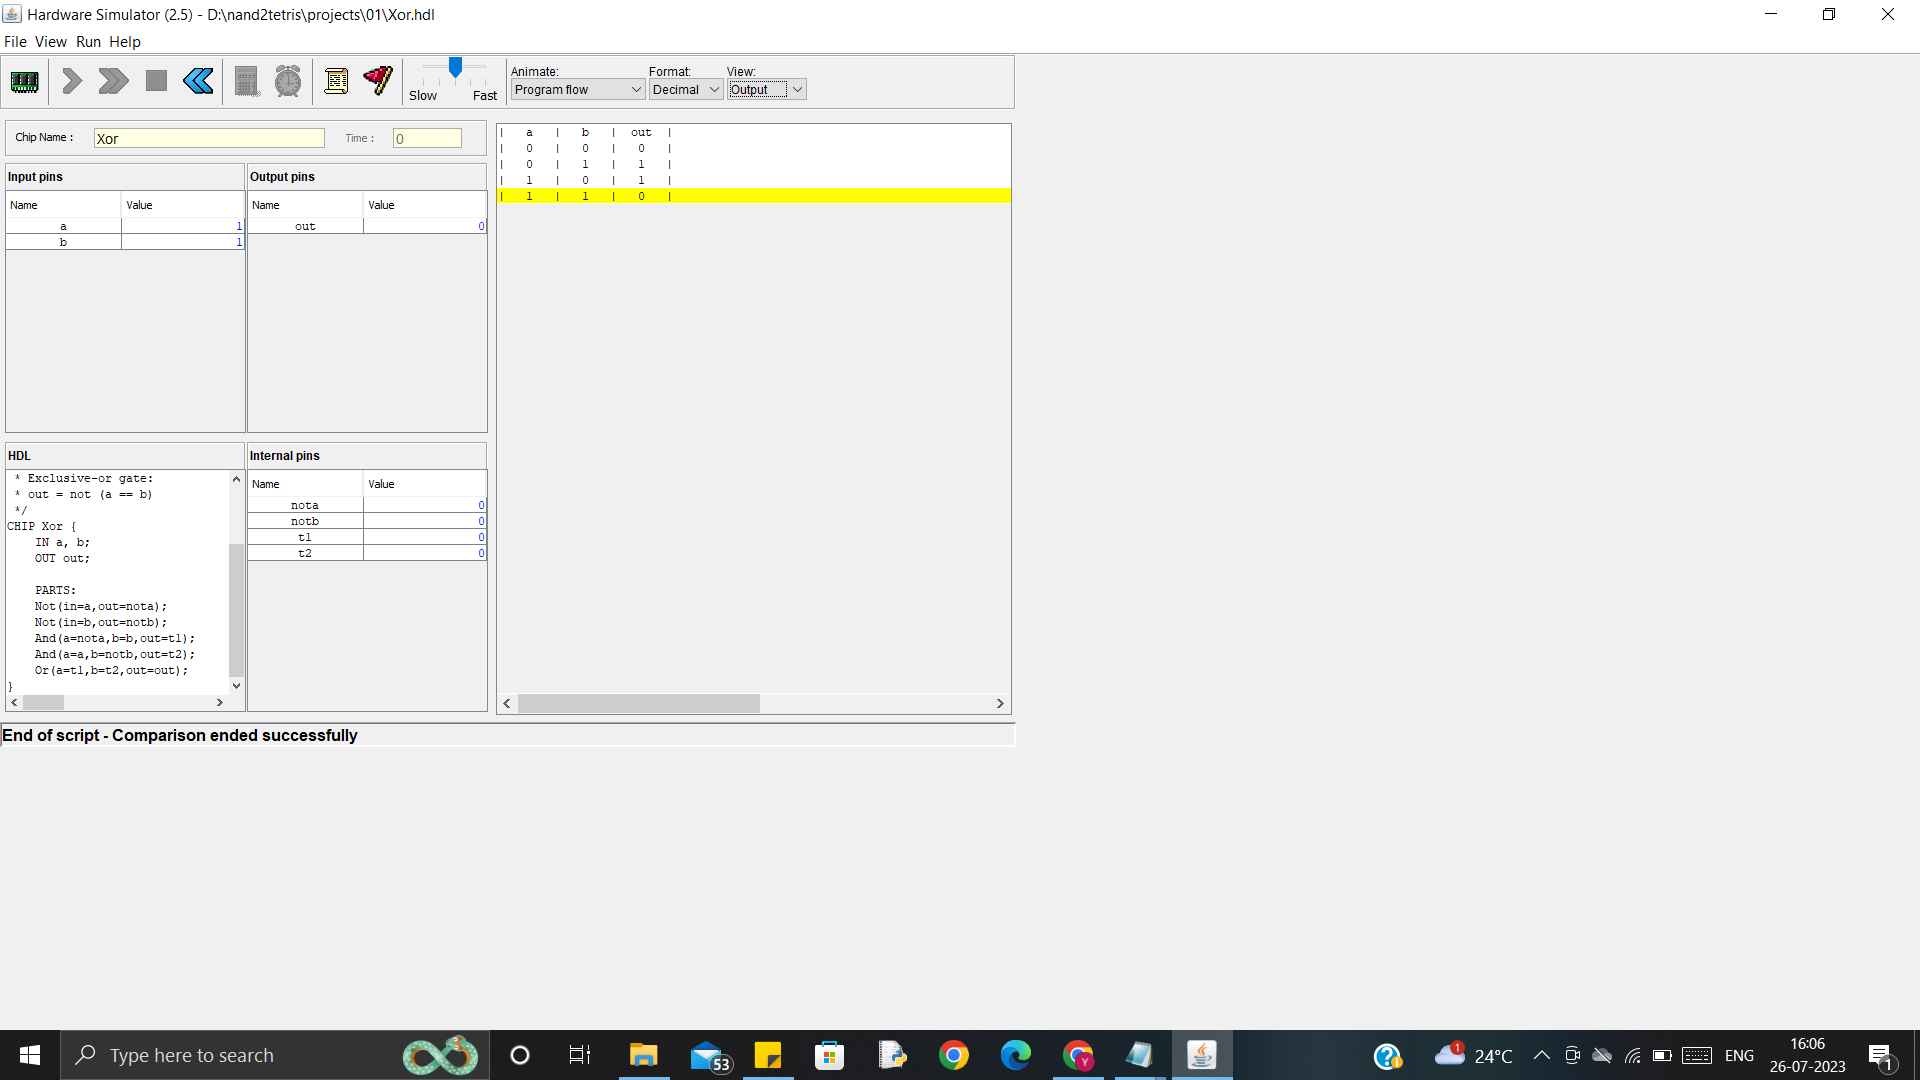 Hardware Simulator (2.5) - D:\nand2tetris\projects\01\Xor.hdl
File View Run Help
Slow Fast
Animate: Format: View:
Program flow Decimal Output
Chip Name : Xor Time : 0
Input pins
Name Value
a 1
b 1
Output pins
Name Value
out 0
HDL
* Exclusive-or gate:
* out = not (a == b)
*/
CHIP Xor {
IN a, b;
OUT out;
PARTS:
Not(in=a,out=nota);
Not(in=b,out=notb);
And(a=nota,b=b,out=t1);
And(a=a,b=notb,out=t2);
Or(a=t1,b=t2,out=out);
}
Internal pins
Name Value
nota 0
notb 0
t1 0
t2 0
| a | b | out |
| 0 | 0 | 0 |
| 0 | 1 | 1 |
| 1 | 0 | 1 |
| 1 | 1 | 0 |
End of script - Comparison ended successfully
Type here to search
53
Y
1
24°C
ENG
16:06
26-07-2023
1